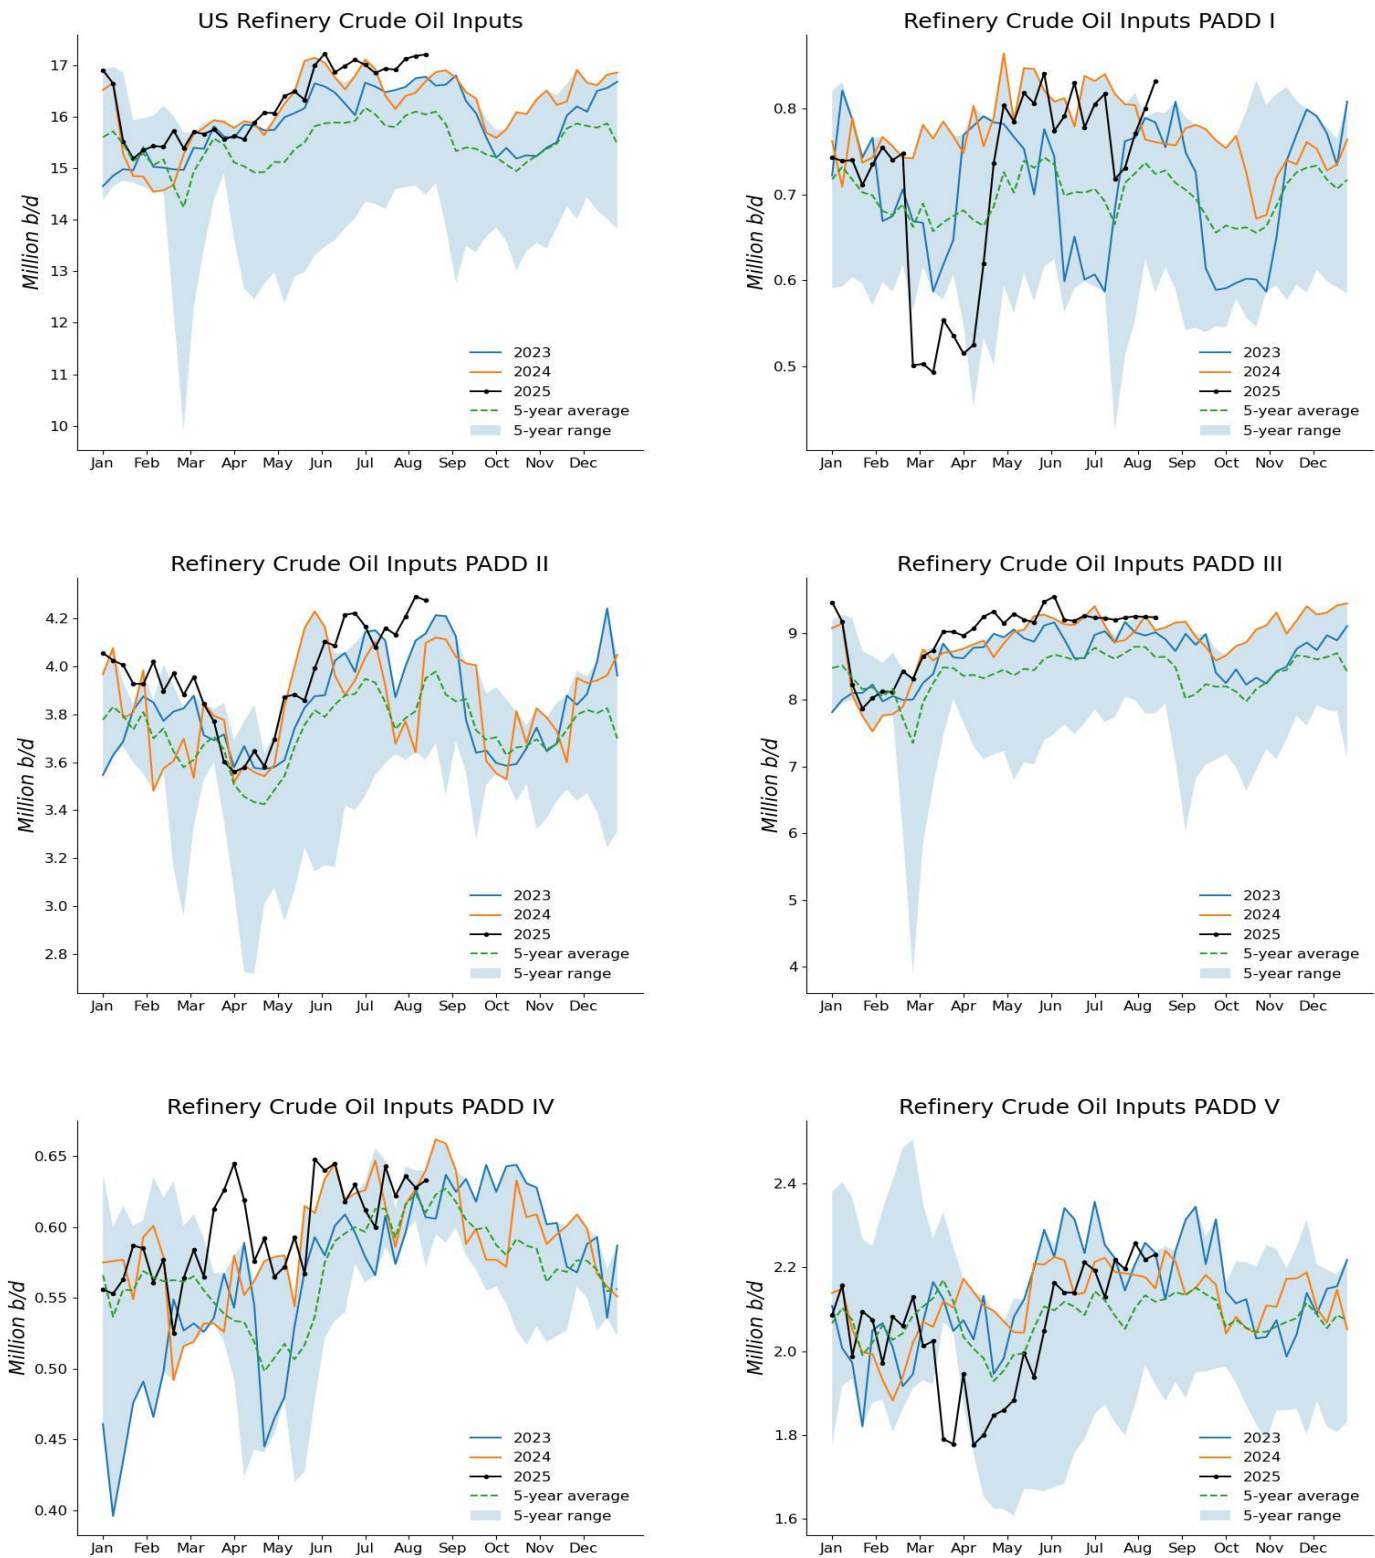 US Refinery Crude Oil Inputs
Million b/d
17
16
15
14
13
12
11
10
Jan Feb Mar Apr May Jun Jul Aug Sep Oct Nov Dec
2023
2024
2025
5-year average
5-year range
Refinery Crude Oil Inputs PADD I
Million b/d
0.8
0.7
0.6
0.5
Jan Feb Mar Apr May Jun Jul Aug Sep Oct Nov Dec
2023
2024
2025
5-year average
5-year range
Refinery Crude Oil Inputs PADD II
Million b/d
4.2
4.0
3.8
3.6
3.4
3.2
3.0
2.8
Jan Feb Mar Apr May Jun Jul Aug Sep Oct Nov Dec
2023
2024
2025
5-year average
5-year range
Refinery Crude Oil Inputs PADD III
Million b/d
9
8
7
6
5
4
Jan Feb Mar Apr May Jun Jul Aug Sep Oct Nov Dec
2023
2024
2025
5-year average
5-year range
Refinery Crude Oil Inputs PADD IV
Million b/d
0.65
0.60
0.55
0.50
0.45
0.40
Jan Feb Mar Apr May Jun Jul Aug Sep Oct Nov Dec
2023
2024
2025
5-year average
5-year range
Refinery Crude Oil Inputs PADD V
Million b/d
2.4
2.2
2.0
1.8
1.6
Jan Feb Mar Apr May Jun Jul Aug Sep Oct Nov Dec
2023
2024
2025
5-year average
5-year range